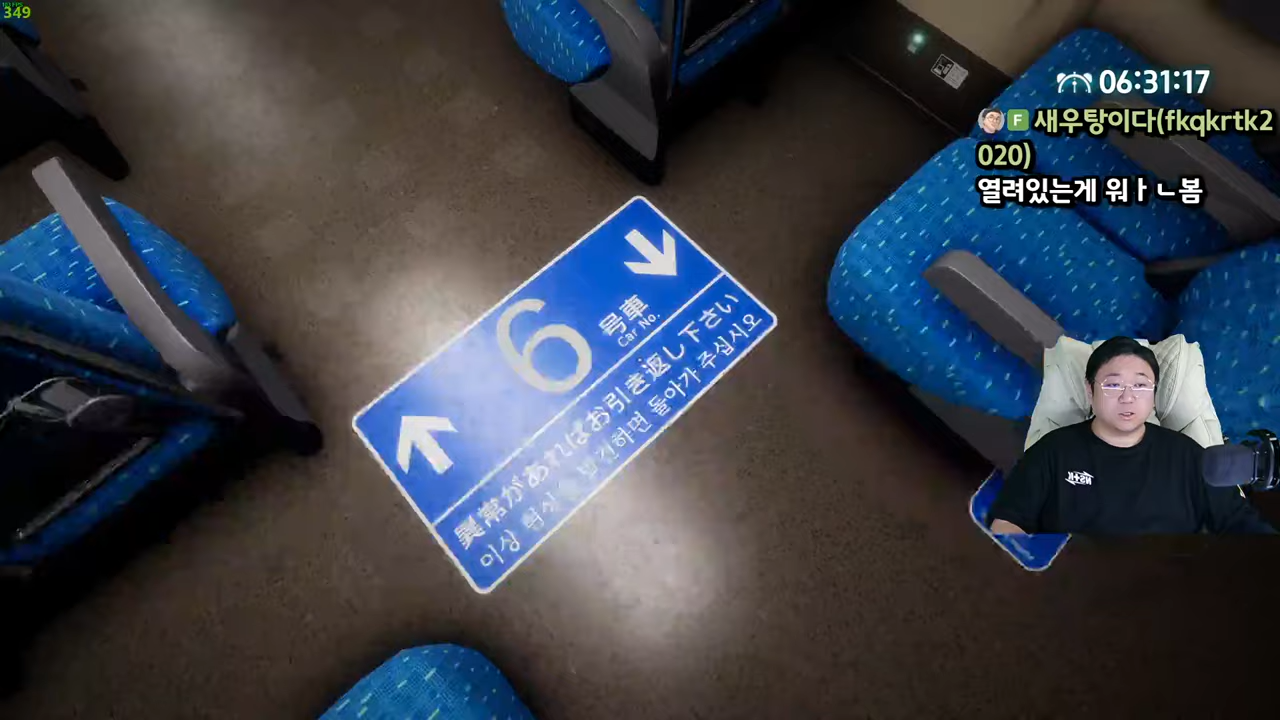 349
06:31:17
F 새우탕이다(fkqkrtk2
020)
열려있는게 워ㅏㄴ봄
6 号車
Car No.
異常があればお引き返し下さい
이상 현상을 발견하면 돌아가 주십시오